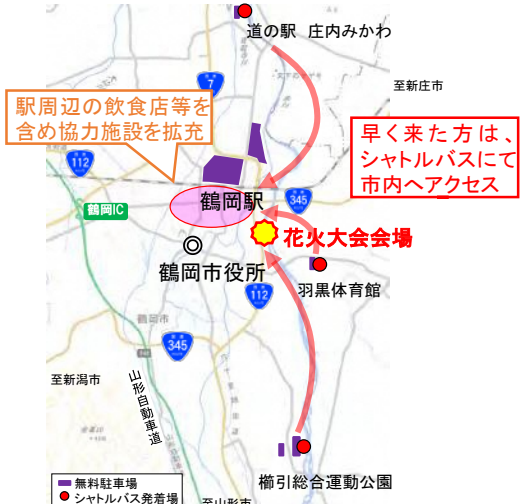 道の駅 庄内みかわ
7
至新庄市
駅周辺の飲食店等を
含め協力施設を拡充
早く来た方は、
シャトルバスにて
市内へアクセス
112
鶴岡IC
鶴岡駅
345
花火大会会場
鶴岡市役所
羽黒体育館
112
鶴岡市
345
至新潟市
山形自動車道
櫛引総合運動公園
無料駐車場
シャトルバス発着場
至山形市